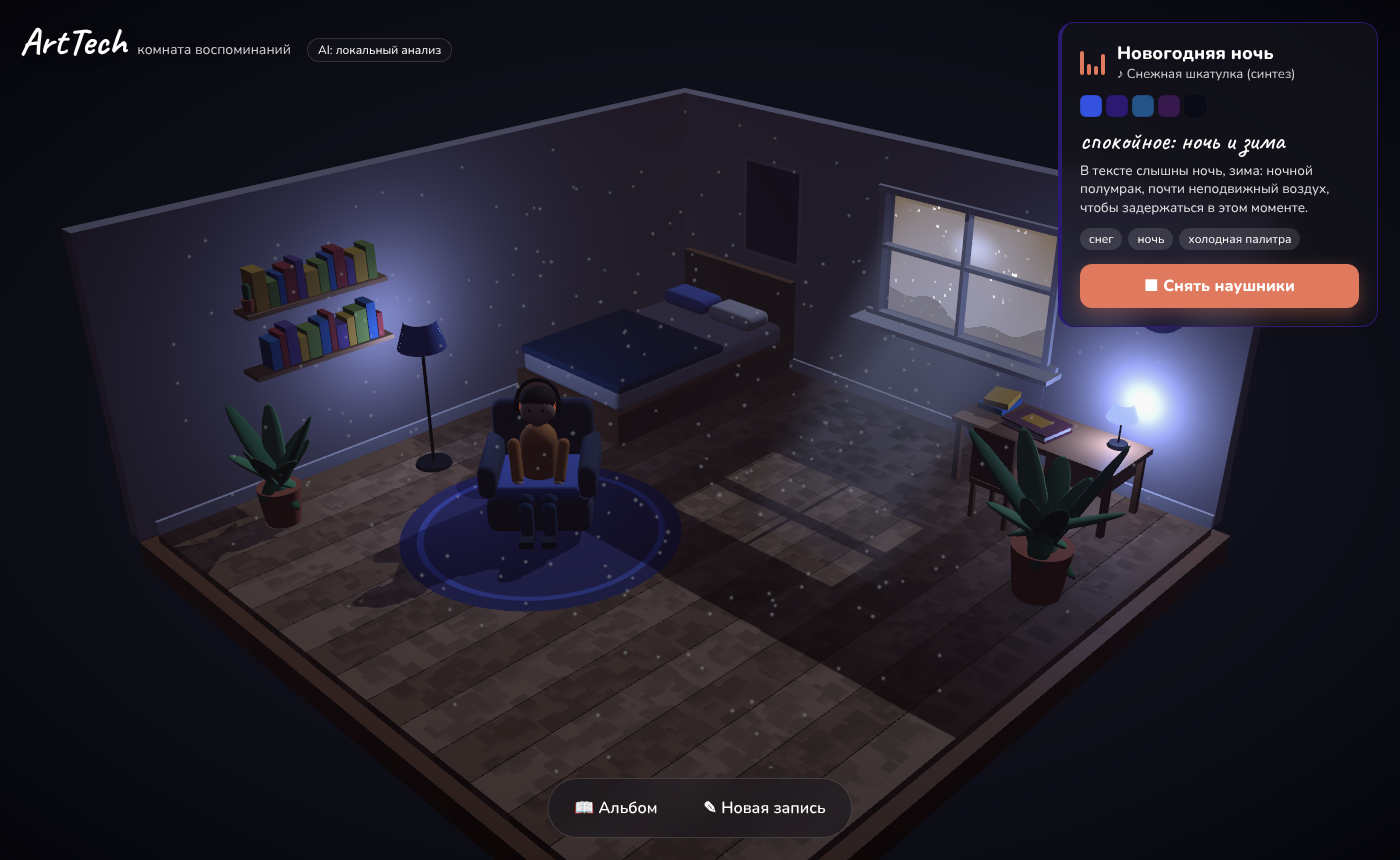 ArtTech комната воспоминаний AI: локальный анализ
Новогодняя ночь
♪ Снежная шкатулка (синтез)
спокойное: ночь и зима
В тексте слышны ночь, зима: ночной
полумрак, почти неподвижный воздух,
чтобы задержаться в этом моменте.
снег ночь холодная палитра
■ Снять наушники
📖 Альбом ✎ Новая запись